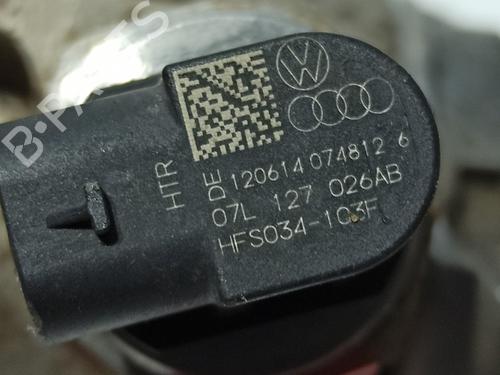 B-PARTS
HTR
DE 120614 074812 6
07L 127 026AB
HFS034-103F